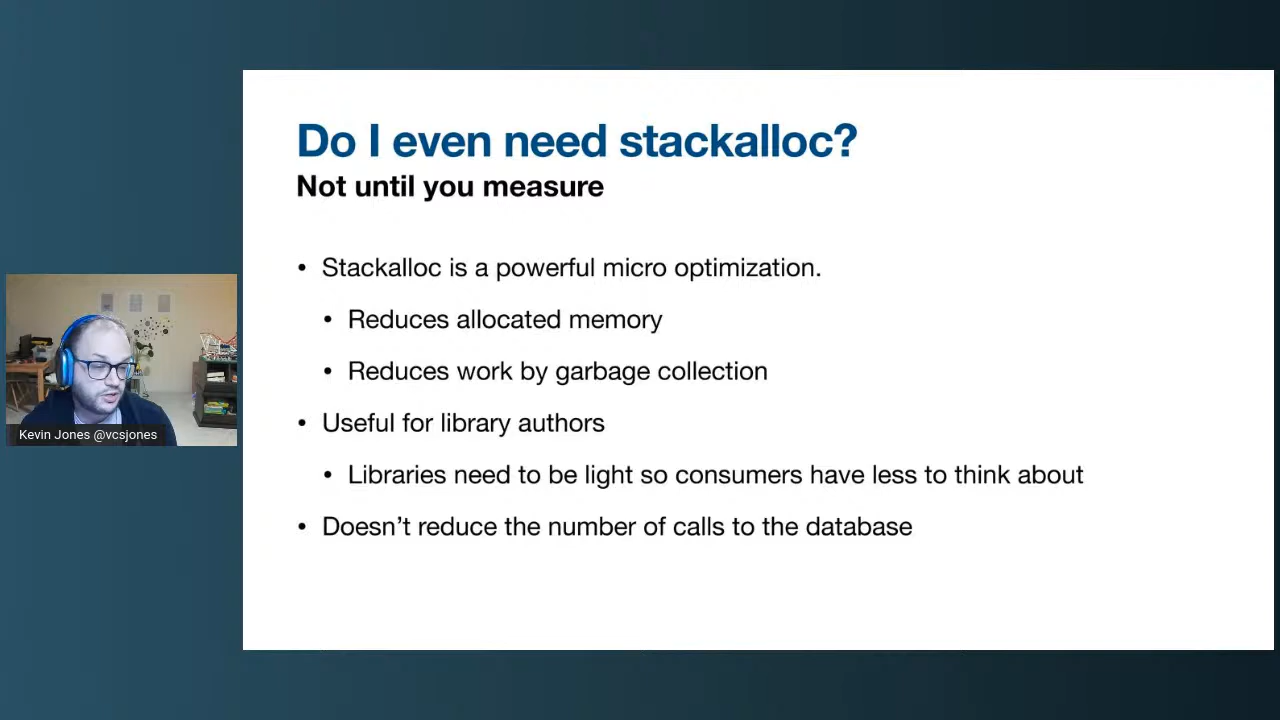 Do I even need stackalloc?
Not until you measure
• Stackalloc is a powerful micro optimization.
• Reduces allocated memory
• Reduces work by garbage collection
• Useful for library authors
• Libraries need to be light so consumers have less to think about
• Doesn’t reduce the number of calls to the database
Kevin Jones @vcsjones